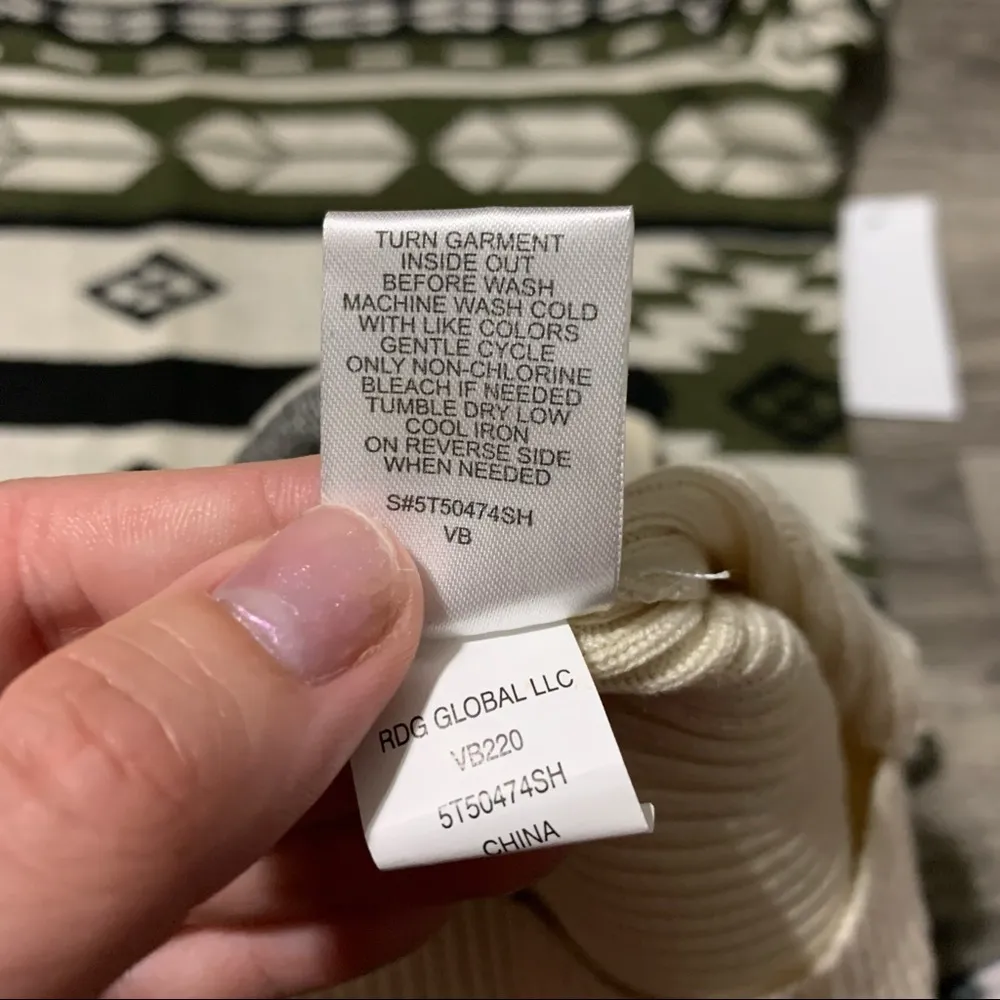 TURN GARMENT
INSIDE OUT
BEFORE WASH
MACHINE WASH COLD
WITH LIKE COLORS
GENTLE CYCLE
ONLY NON-CHLORINE
BLEACH IF NEEDED
TUMBLE DRY LOW
COOL IRON
ON REVERSE SIDE
WHEN NEEDED
S#5T50474SH
VB
RDG GLOBAL LLC
VB220
5T50474SH
CHINA